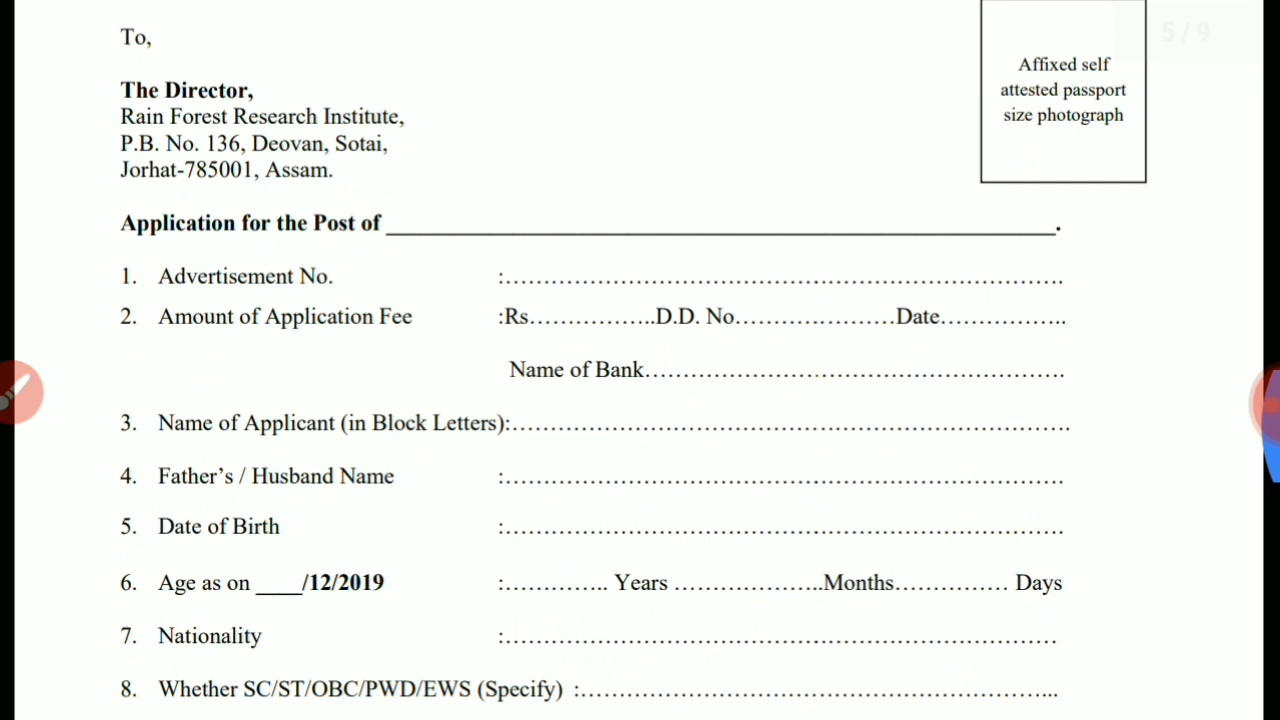 To,
5 / 9
Affixed self
attested passport
size photograph
The Director,
Rain Forest Research Institute,
P.B. No. 136, Deovan, Sotai,
Jorhat-785001, Assam.
Application for the Post of ________________________________________________________.
1. Advertisement No. :……………………………………………………………….
2. Amount of Application Fee :Rs……………..D.D. No…………………Date……………..
Name of Bank……………………………………………….
3. Name of Applicant (in Block Letters):……………………………………………………………….
4. Father’s / Husband Name :……………………………………………………………….
5. Date of Birth :……………………………………………………………….
6. Age as on ____/12/2019 :………….. Years ………………..Months…………… Days
7. Nationality :………………………………………………………………
8. Whether SC/ST/OBC/PWD/EWS (Specify) :……………………………………………………...